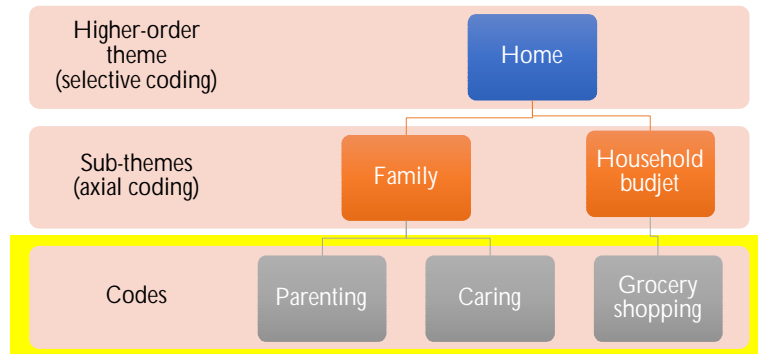 Higher-order
theme
(selective coding)
Home
Sub-themes
(axial coding)
Family
Household
budjet
Codes
Parenting
Caring
Grocery
shopping